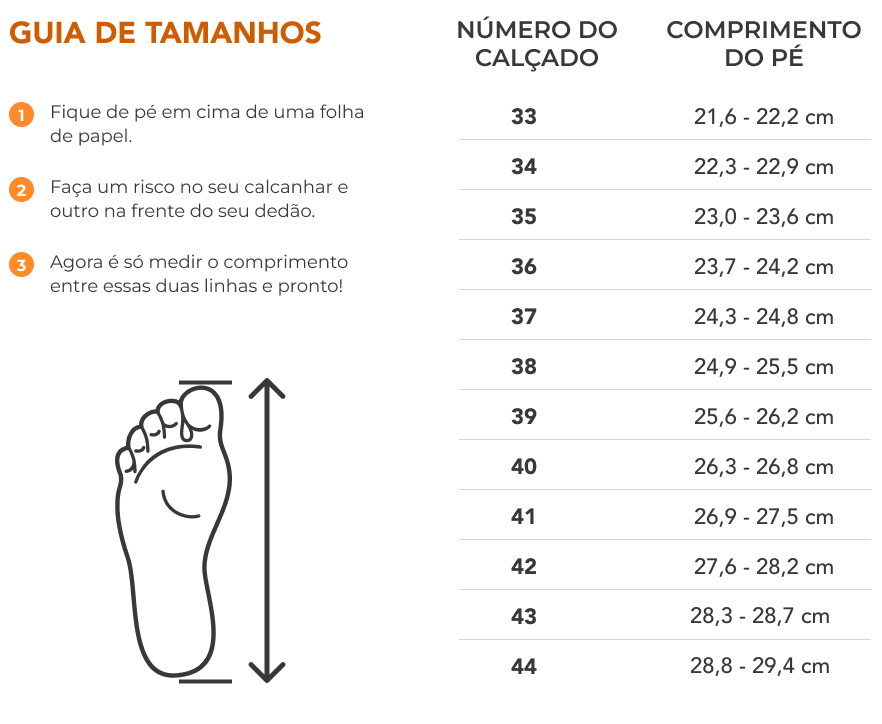 GUIA DE TAMANHOS
1 Fique de pé em cima de uma folha
de papel.
2 Faça um risco no seu calcanhar e
outro na frente do seu dedão.
3 Agora é só medir o comprimento
entre essas duas linhas e pronto!
NÚMERO DO
CALÇADO
COMPRIMENTO
DO PÉ
33 21,6 - 22,2 cm
34 22,3 - 22,9 cm
35 23,0 - 23,6 cm
36 23,7 - 24,2 cm
37 24,3 - 24,8 cm
38 24,9 - 25,5 cm
39 25,6 - 26,2 cm
40 26,3 - 26,8 cm
41 26,9 - 27,5 cm
42 27,6 - 28,2 cm
43 28,3 - 28,7 cm
44 28,8 - 29,4 cm